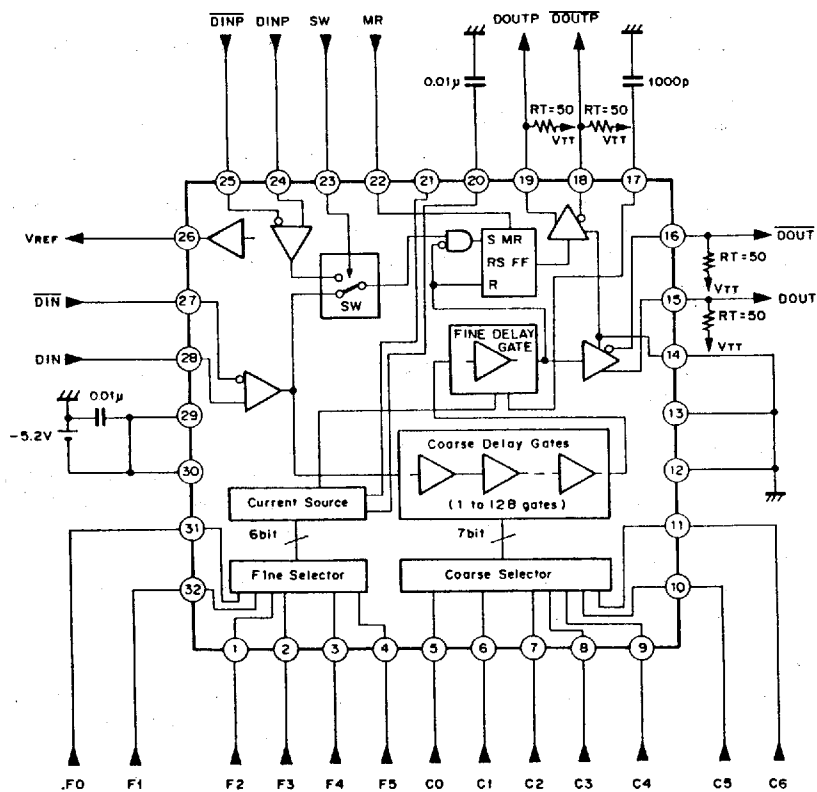 D̅I̅N̅P̅ DINP SW MR DOUTP D̅O̅U̅T̅P̅
0.01μ 1000p
RT=50 RT=50
VTT VTT
25 24 23 22 21 20 19 18 17
VREF 26 16 D̅O̅U̅T̅
S MR
RS FF
R
SW
RT=50
VTT
D̅I̅N̅ 27 15 DOUT
RT=50
VTT
FINE DELAY
GATE
DIN 28 14
0.01μ
-5.2V
29 13
Coarse Delay Gates
(1 to 128 gates)
30 12
Current Source
31 11
6bit 7bit
Fine Selector Coarse Selector
32 10
1 2 3 4 5 6 7 8 9
.F0 F1 F2 F3 F4 F5 C0 C1 C2 C3 C4 C5 C6